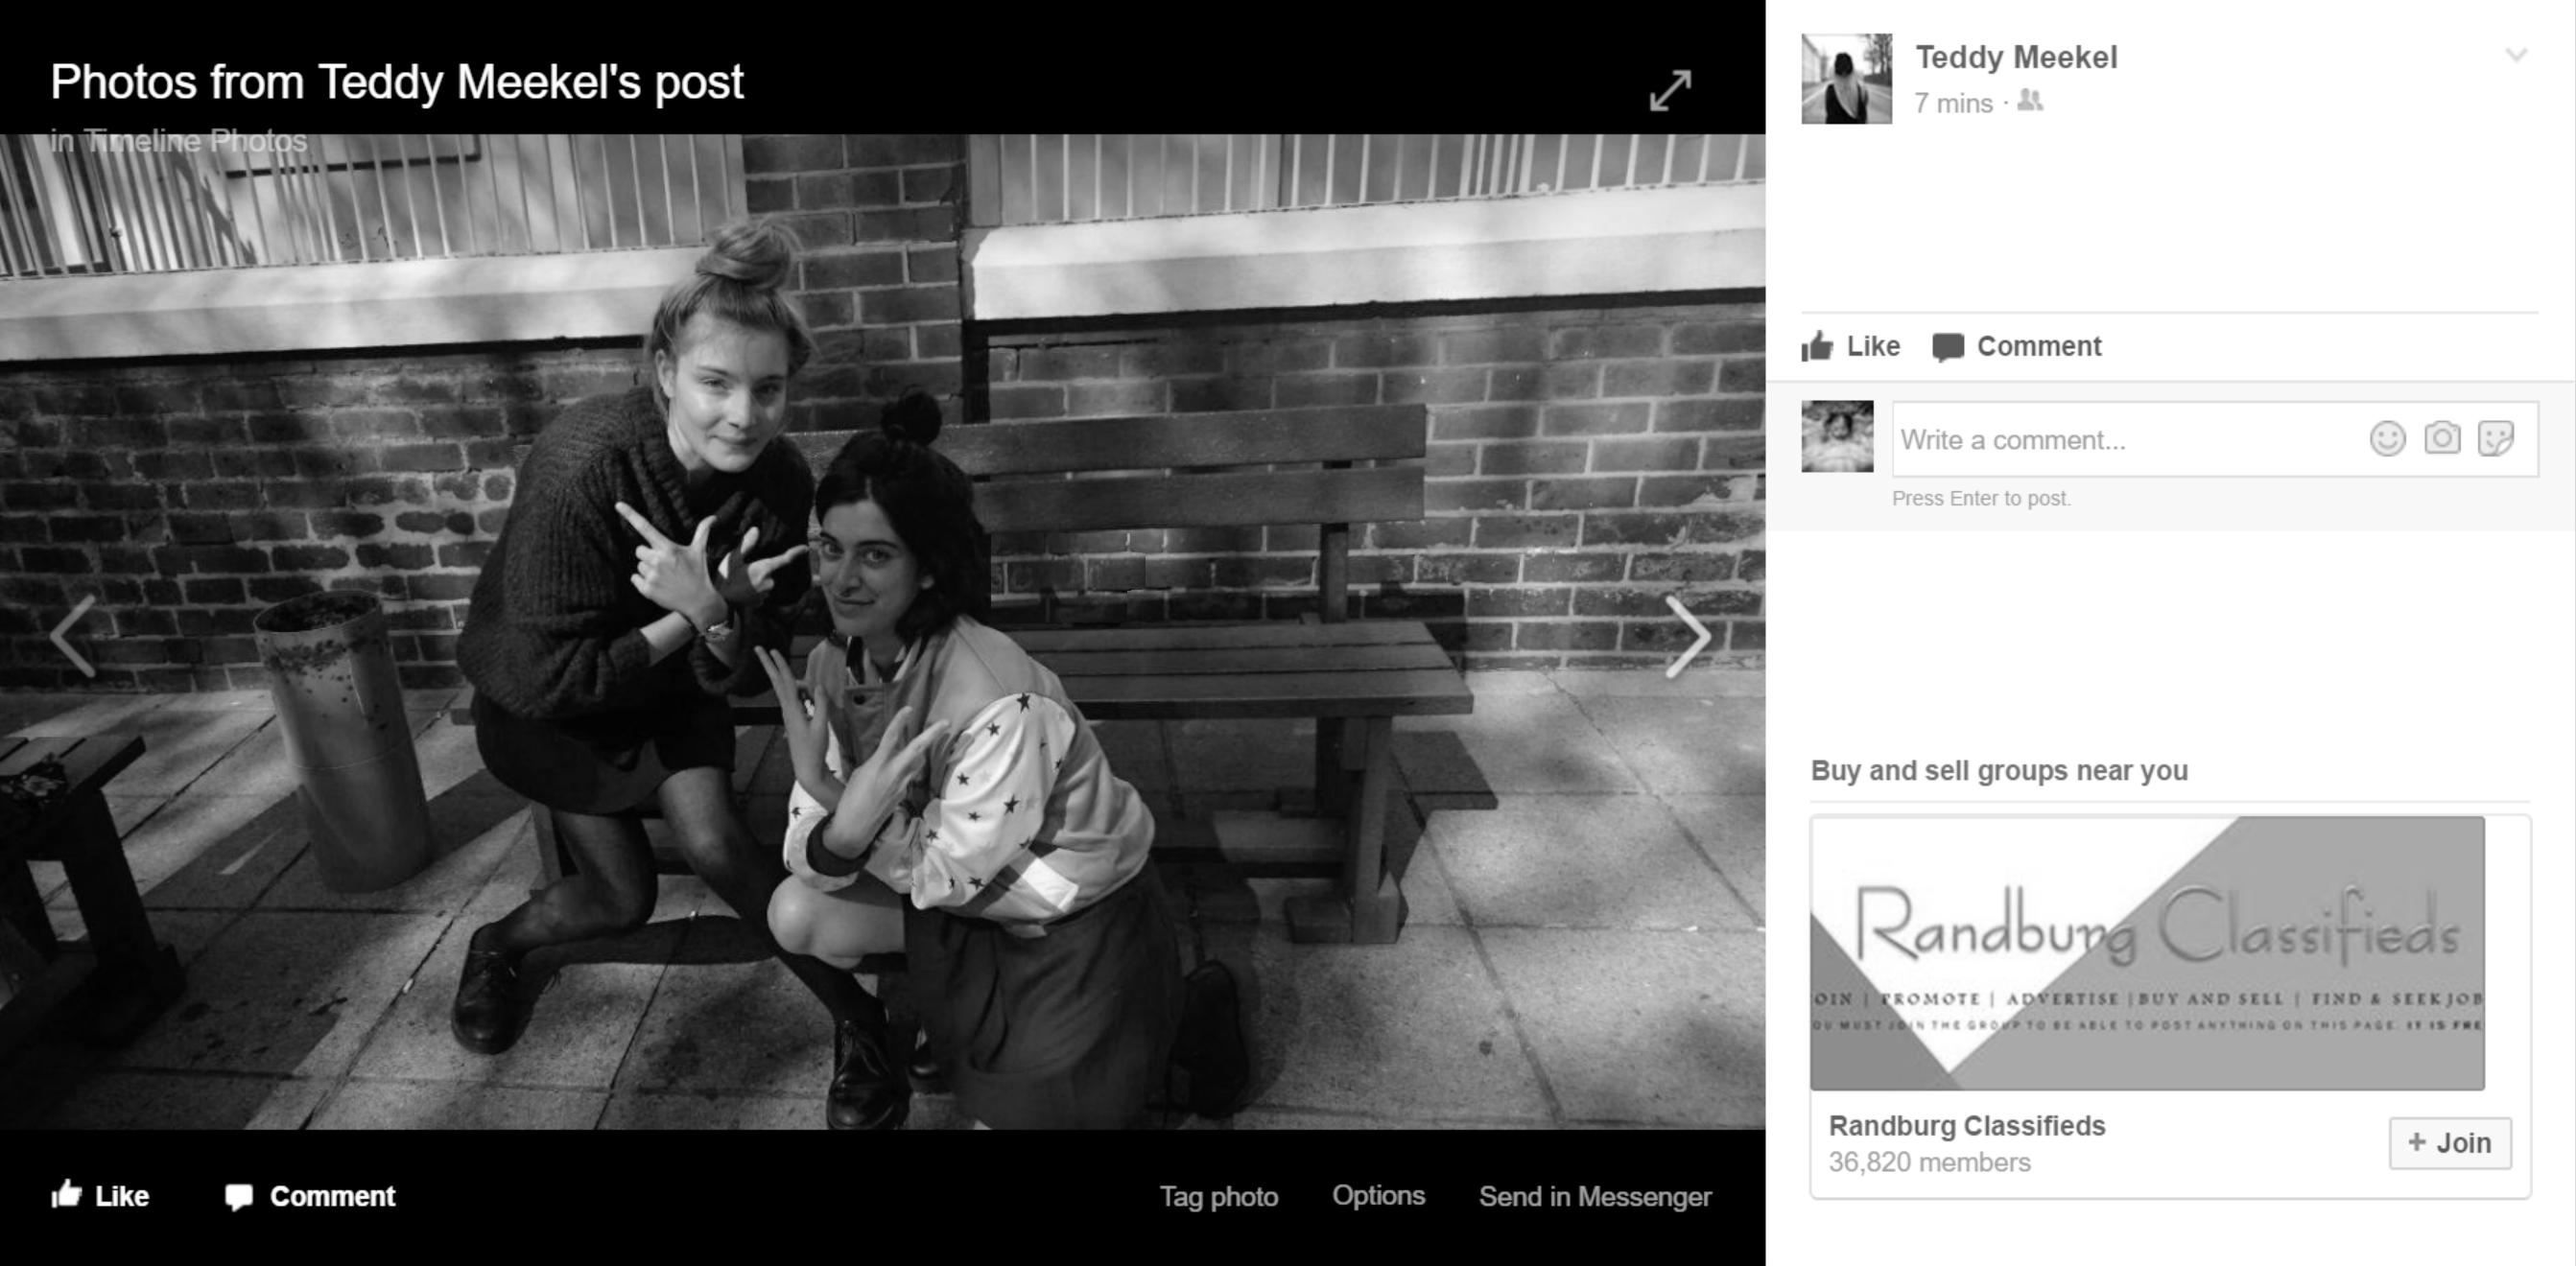 Photos from Teddy Meekel's post
in Timeline Photos
Like
Comment
Tag photo
Options
Send in Messenger
Teddy Meekel
7 mins ·
Like
Comment
Write a comment...
Press Enter to post.
Buy and sell groups near you
Randburg Classifieds
OIN | PROMOTE | ADVERTISE | BUY AND SELL | FIND & SEEK JOB
OU MUST JOIN THE GROUP TO BE ABLE TO POST ANYTHING ON THIS PAGE. IT IS FRE
Randburg Classifieds
36,820 members
+ Join